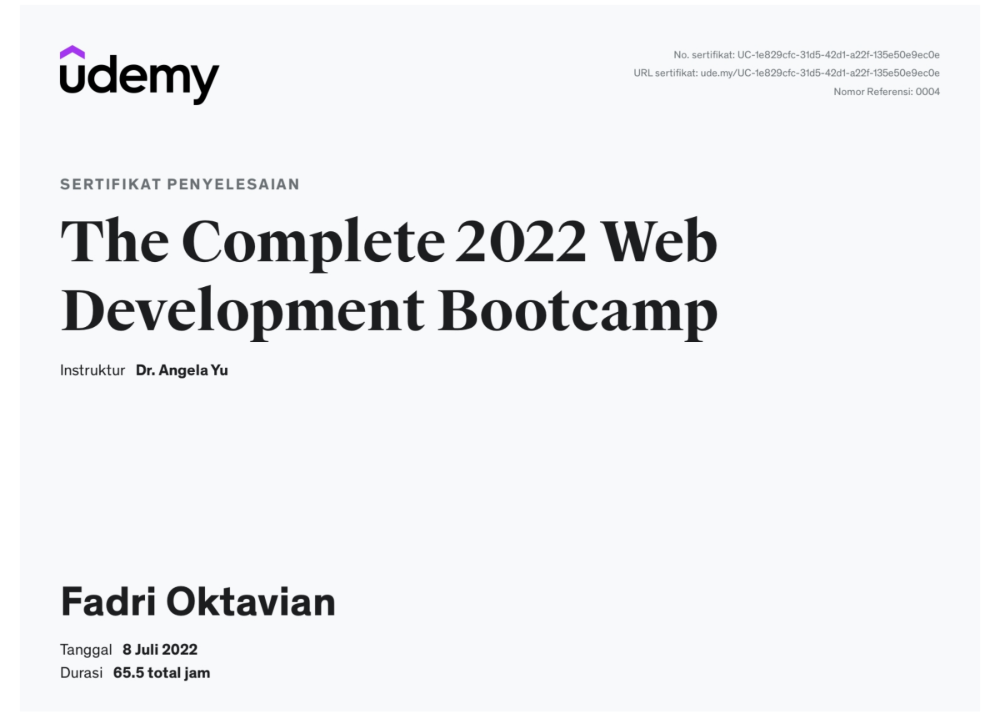 udemy
No. sertifikat: UC-1e829cfc-31d5-42d1-a22f-135e50e9ec0e
URL sertifikat: ude.my/UC-1e829cfc-31d5-42d1-a22f-135e50e9ec0e
Nomor Referensi: 0004
SERTIFIKAT PENYELESAIAN
The Complete 2022 Web
Development Bootcamp
Instruktur Dr. Angela Yu
Fadri Oktavian
Tanggal 8 Juli 2022
Durasi 65.5 total jam